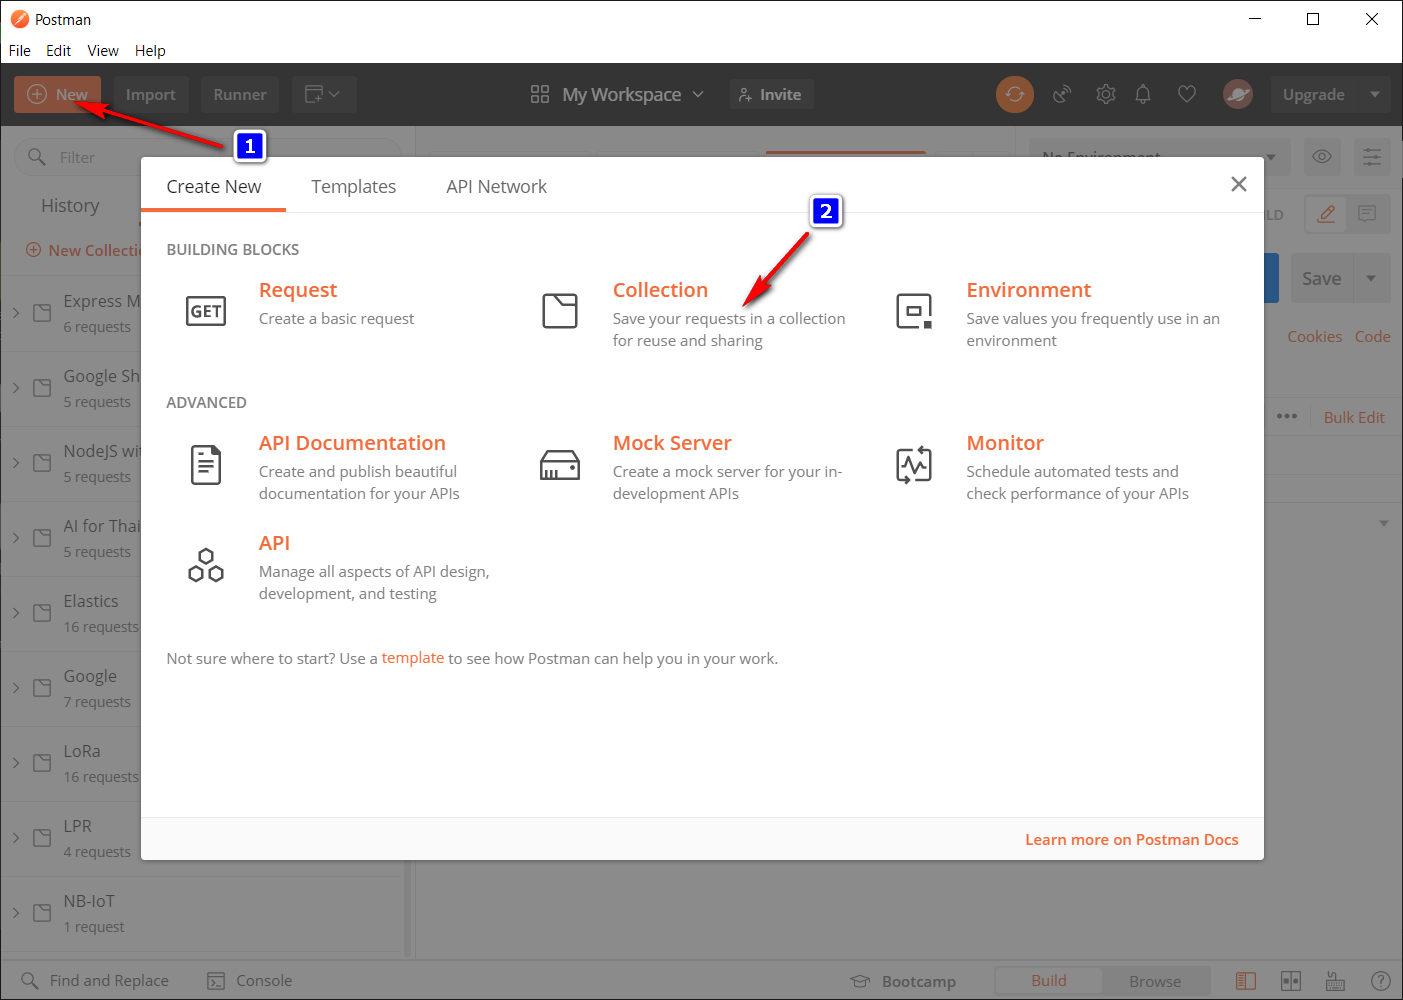 Postman
File Edit View Help
New Import Runner My Workspace Invite Upgrade
1
Filter
No Environment
Create New Templates API Network
2
History
LD
New Collecti
BUILDING BLOCKS
Request
Create a basic request
Collection
Save your requests in a collection
for reuse and sharing
Environment
Save values you frequently use in an
environment
GET
Save
Express M
6 requests
Cookies Code
Google Sh
5 requests
ADVANCED
Bulk Edit
API Documentation
Create and publish beautiful
documentation for your APIs
Mock Server
Create a mock server for your in-
development APIs
Monitor
Schedule automated tests and
check performance of your APIs
NodeJS wit
5 requests
AI for Thai
5 requests
API
Manage all aspects of API design,
development, and testing
Elastics
16 requests
Not sure where to start? Use a template to see how Postman can help you in your work.
Google
7 requests
LoRa
16 requests
LPR
4 requests
Learn more on Postman Docs
NB-IoT
1 request
Find and Replace Console Bootcamp Build Browse